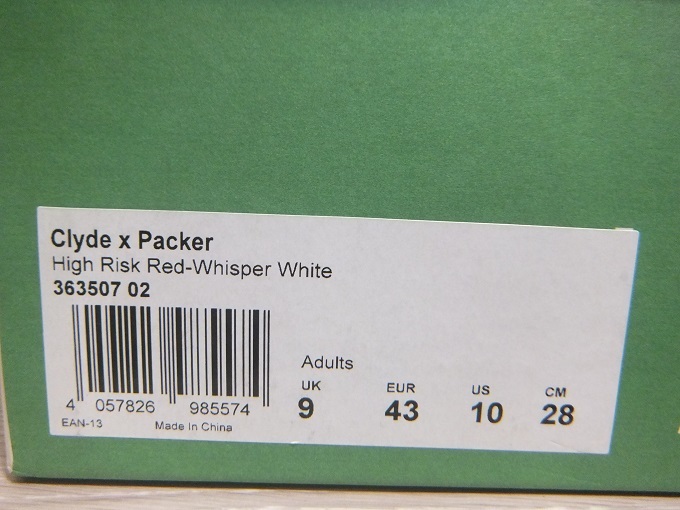 Clyde x Packer
High Risk Red-Whisper White
363507 02
4 057826 985574
EAN-13 Made In China
Adults
UK EUR US CM
9 43 10 28